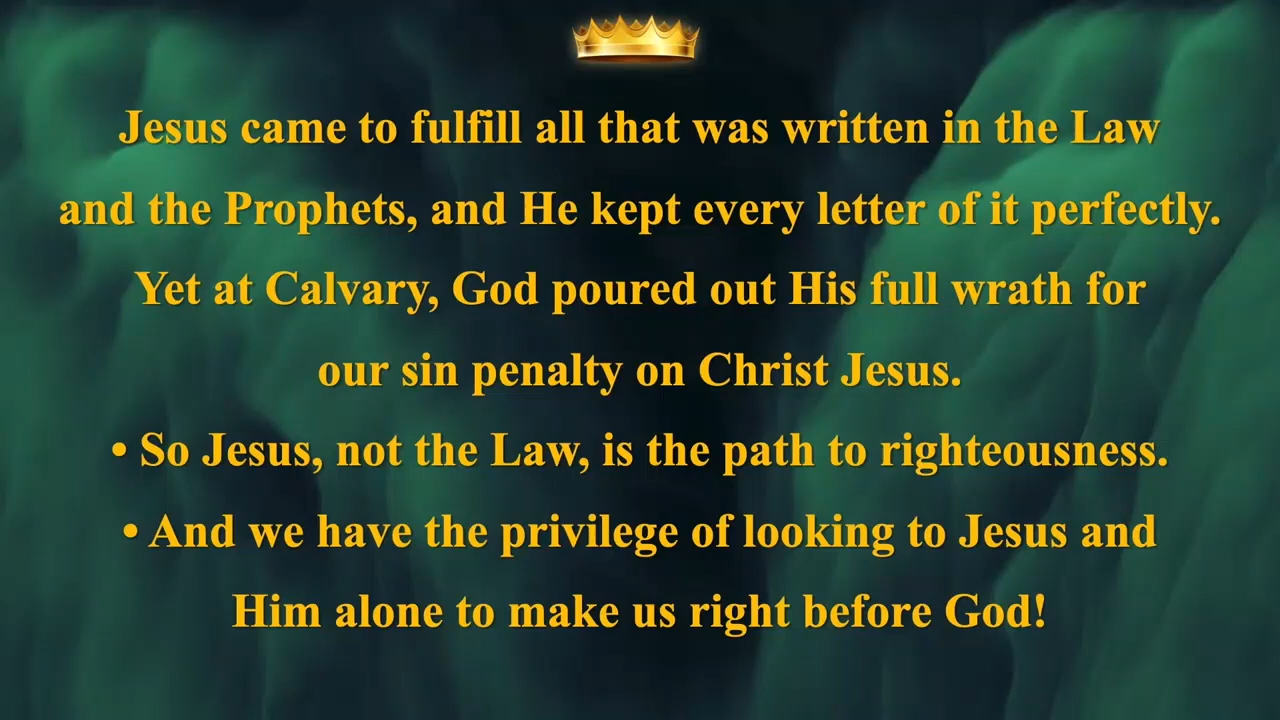 Jesus came to fulfill all that was written in the Law
and the Prophets, and He kept every letter of it perfectly.
Yet at Calvary, God poured out His full wrath for
our sin penalty on Christ Jesus.
• So Jesus, not the Law, is the path to righteousness.
• And we have the privilege of looking to Jesus and
Him alone to make us right before God!